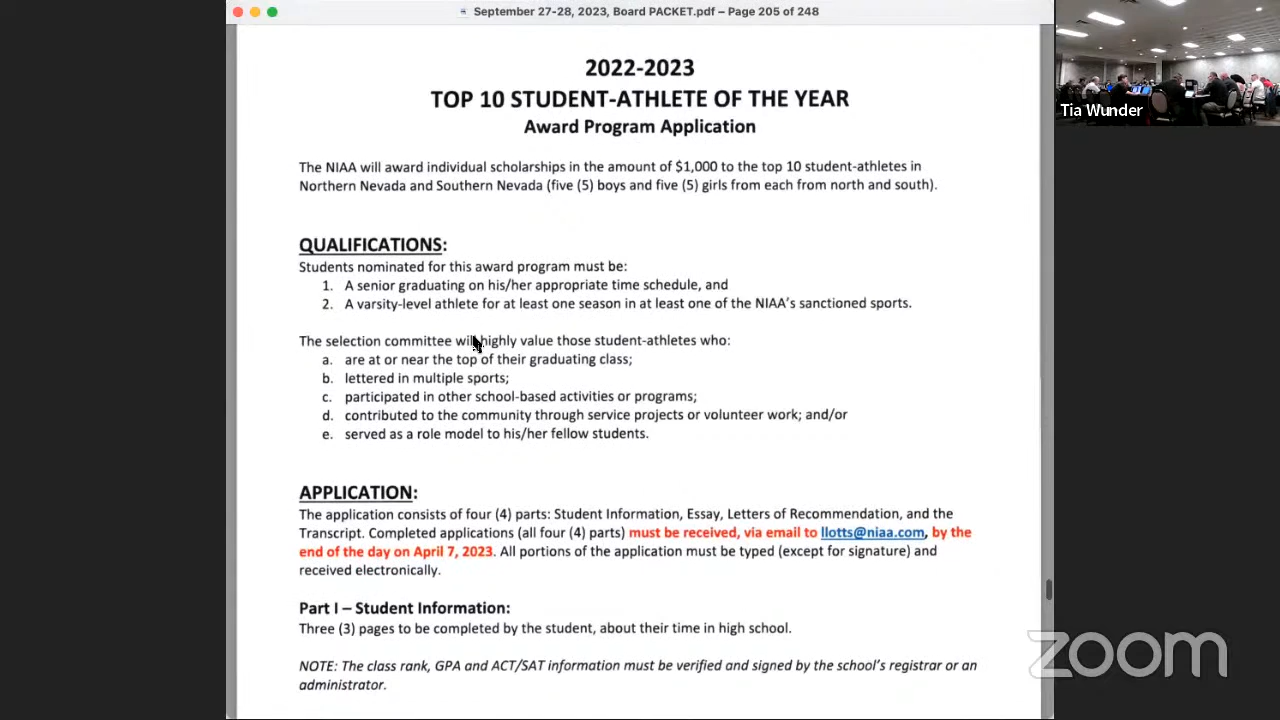 September 27-28, 2023, Board PACKET.pdf – Page 205 of 248
Tia Wunder
2022-2023
TOP 10 STUDENT-ATHLETE OF THE YEAR
Award Program Application
The NIAA will award individual scholarships in the amount of $1,000 to the top 10 student-athletes in
Northern Nevada and Southern Nevada (five (5) boys and five (5) girls from each from north and south).
QUALIFICATIONS:
Students nominated for this award program must be:
1. A senior graduating on his/her appropriate time schedule, and
2. A varsity-level athlete for at least one season in at least one of the NIAA's sanctioned sports.
The selection committee will highly value those student-athletes who:
a. are at or near the top of their graduating class;
b. lettered in multiple sports;
c. participated in other school-based activities or programs;
d. contributed to the community through service projects or volunteer work; and/or
e. served as a role model to his/her fellow students.
APPLICATION:
The application consists of four (4) parts: Student Information, Essay, Letters of Recommendation, and the
Transcript. Completed applications (all four (4) parts) must be received, via email to llotts@niaa.com, by the
end of the day on April 7, 2023. All portions of the application must be typed (except for signature) and
received electronically.
Part I – Student Information:
Three (3) pages to be completed by the student, about their time in high school.
NOTE: The class rank, GPA and ACT/SAT information must be verified and signed by the school's registrar or an
administrator.
zoom